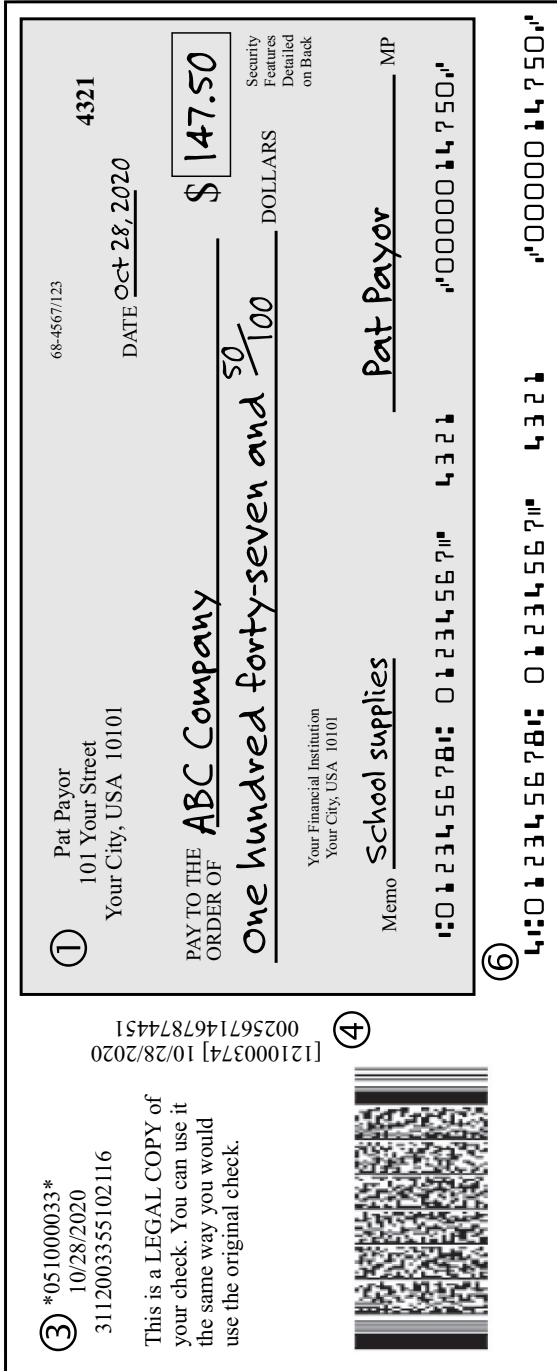 ③ *051000033*
10/28/2020
3112003355102116
This is a LEGAL COPY of
your check. You can use it
the same way you would
use the original check.
[121000374] 10/28/2020
0025671467874451
④
①
Pat Payor
101 Your Street
Your City, USA 10101
68-4567/123
4321
DATE Oct 28, 2020
PAY TO THE
ORDER OF ABC Company $ 147.50
One hundred forty-seven and 50/100 DOLLARS
Security
Features
Detailed
on Back
Your Financial Institution
Your City, USA 10101
Memo School supplies
Pat Payor MP
⑆012345678⑆ 01234567⑈ 4321 ⑇0000014750⑇
⑥
4⑆012345678⑆ 01234567⑈ 4321 ⑇0000014750⑇